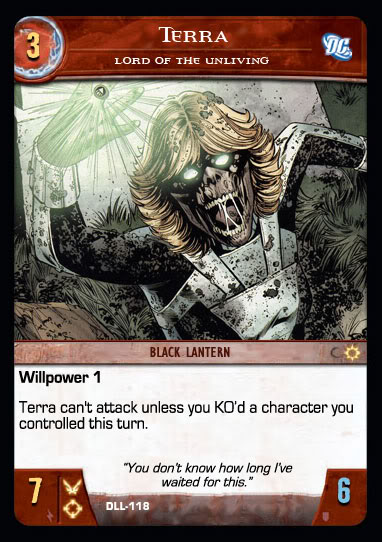 3
TERRA
LORD OF THE UNLIVING
DC
BLACK LANTERN
Willpower 1
Terra can't attack unless you KO'd a character you
controlled this turn.
"You don't know how long I've
waited for this."
7
DLL-118
6